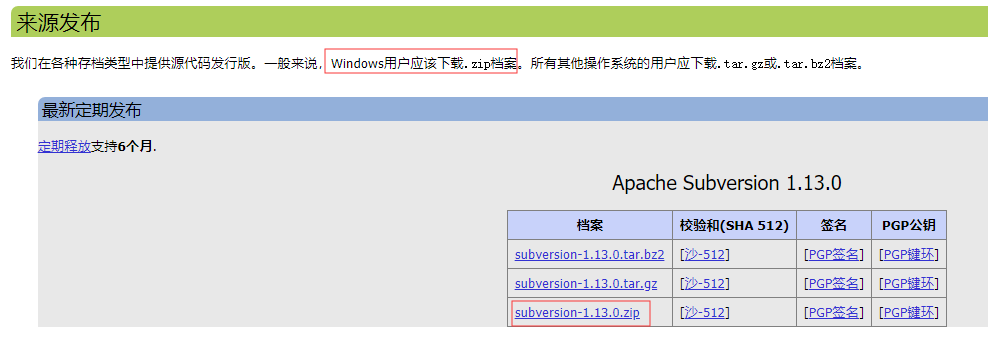 来源发布
我们在各种存档类型中提供源代码发行版。一般来说, Windows用户应该下载.zip档案。所有其他操作系统的用户应下载.tar.gz或.tar.bz2档案。
最新定期发布
定期释放支持6个月.
Apache Subversion 1.13.0
档案 校验和(SHA 512) 签名 PGP公钥
subversion-1.13.0.tar.bz2 [沙-512] [PGP签名] [PGP键环]
subversion-1.13.0.tar.gz [沙-512] [PGP签名] [PGP键环]
subversion-1.13.0.zip [沙-512] [PGP签名] [PGP键环]